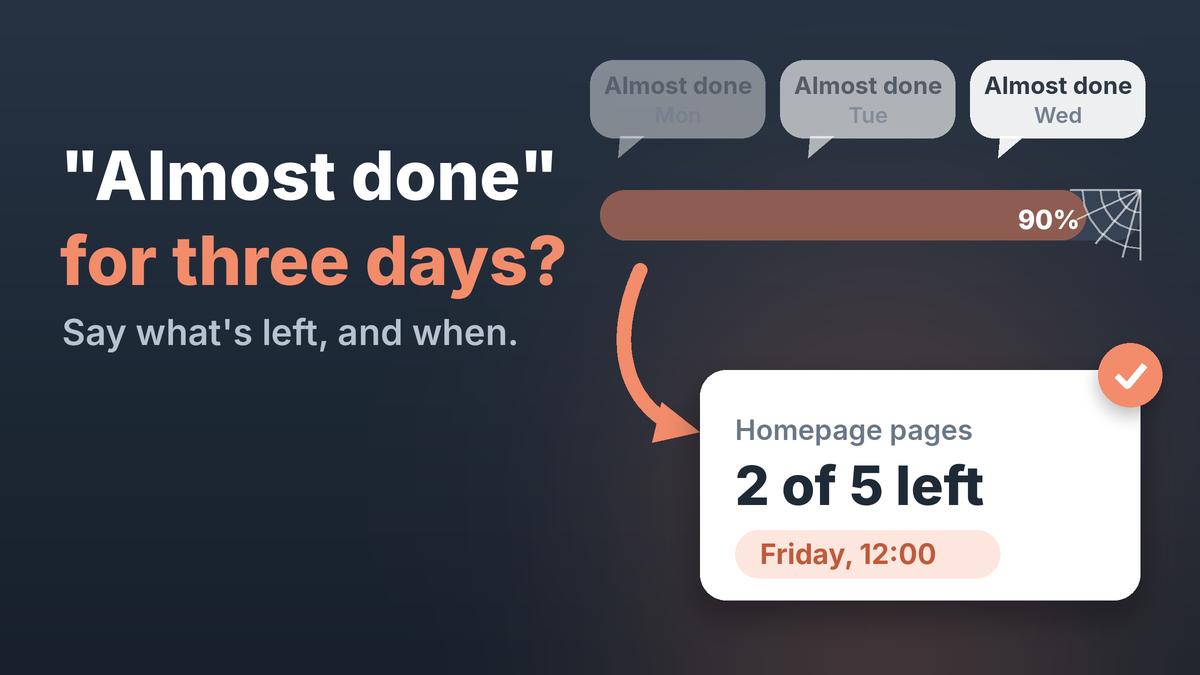 "Almost done"
for three days?
Say what's left, and when.
Almost done
Mon
Almost done
Tue
Almost done
Wed
90%
Homepage pages
2 of 5 left
Friday, 12:00